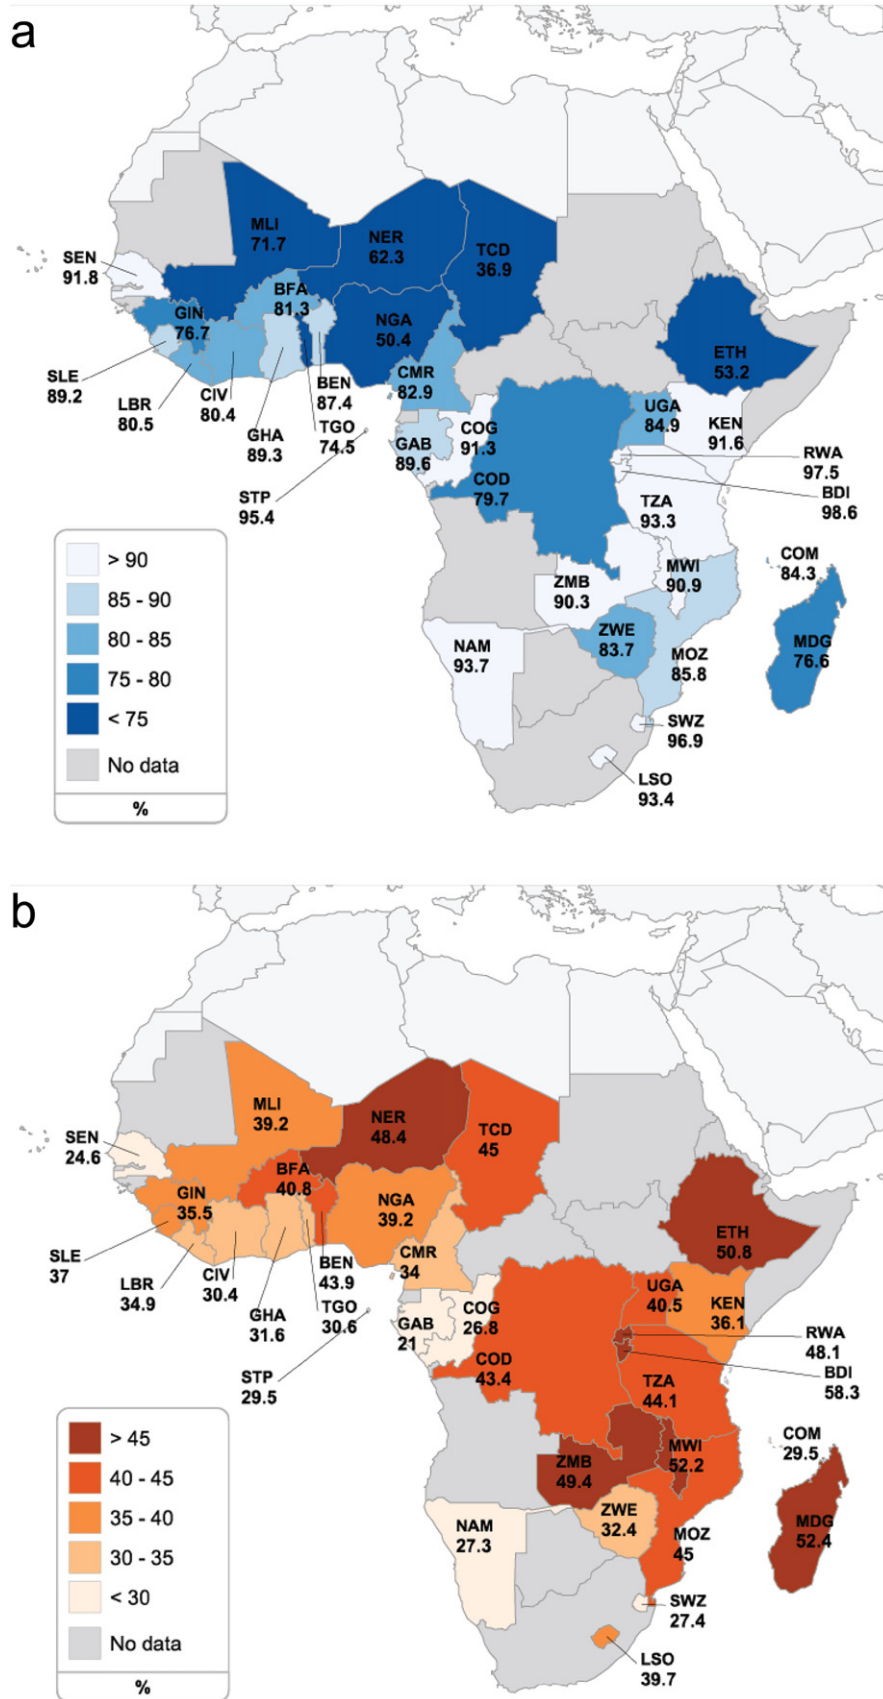 a
MLI
71.7
NER
62.3
TCD
36.9
SEN
91.8
BFA
81.3
GIN
76.7
NGA
50.4
ETH
53.2
SLE
89.2
LBR
80.5
CIV
80.4
GHA
89.3
TGO
74.5
BEN
87.4
CMR
82.9
UGA
84.9
KEN
91.6
COG
91.3
GAB
89.6
RWA
97.5
BDI
98.6
STP
95.4
COD
79.7
TZA
93.3
COM
84.3
ZMB
90.3
MWI
90.9
MDG
76.6
NAM
93.7
ZWE
83.7
MOZ
85.8
SWZ
96.9
LSO
93.4
> 90
85 - 90
80 - 85
75 - 80
< 75
No data
%
b
MLI
39.2
NER
48.4
TCD
45
SEN
24.6
BFA
40.8
GIN
35.5
NGA
39.2
ETH
50.8
SLE
37
LBR
34.9
CIV
30.4
GHA
31.6
TGO
30.6
BEN
43.9
CMR
34
UGA
40.5
KEN
36.1
COG
26.8
GAB
21
RWA
48.1
BDI
58.3
STP
29.5
COD
43.4
TZA
44.1
COM
29.5
ZMB
49.4
MWI
52.2
MDG
52.4
NAM
27.3
ZWE
32.4
MOZ
45
SWZ
27.4
LSO
39.7
> 45
40 - 45
35 - 40
30 - 35
< 30
No data
%